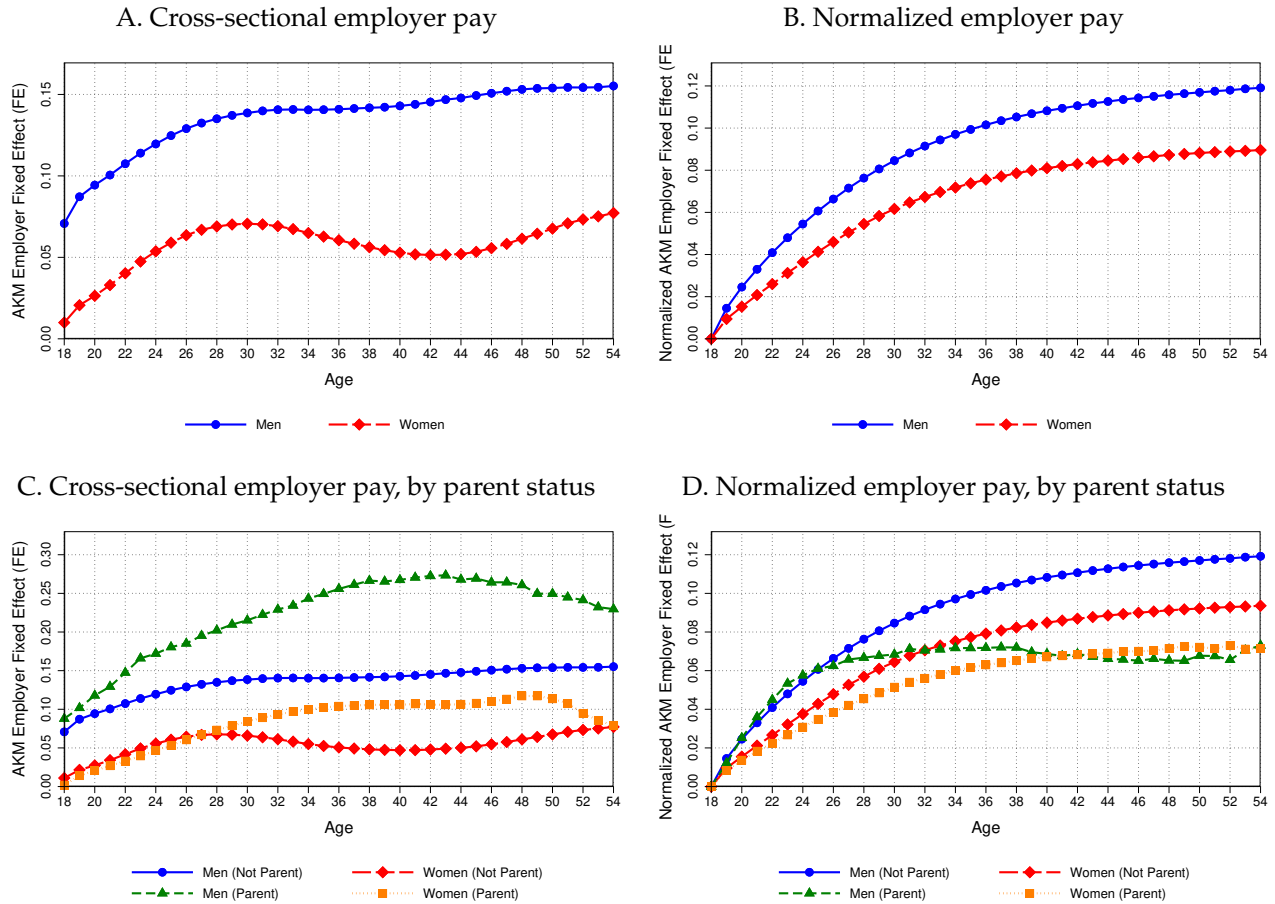 A. Cross-sectional employer pay
AKM Employer Fixed Effect (FE)
0.15
0.10
0.05
0.00
18 20 22 24 26 28 30 32 34 36 38 40 42 44 46 48 50 52 54
Age
Men Women
B. Normalized employer pay
Normalized AKM Employer Fixed Effect (FE
0.12
0.10
0.08
0.06
0.04
0.02
0.00
18 20 22 24 26 28 30 32 34 36 38 40 42 44 46 48 50 52 54
Age
Men Women
C. Cross-sectional employer pay, by parent status
AKM Employer Fixed Effect (FE)
0.30
0.25
0.20
0.15
0.10
0.05
0.00
18 20 22 24 26 28 30 32 34 36 38 40 42 44 46 48 50 52 54
Age
Men (Not Parent) Women (Not Parent)
Men (Parent) Women (Parent)
D. Normalized employer pay, by parent status
Normalized AKM Employer Fixed Effect (F
0.12
0.10
0.08
0.06
0.04
0.02
0.00
18 20 22 24 26 28 30 32 34 36 38 40 42 44 46 48 50 52 54
Age
Men (Not Parent) Women (Not Parent)
Men (Parent) Women (Parent)